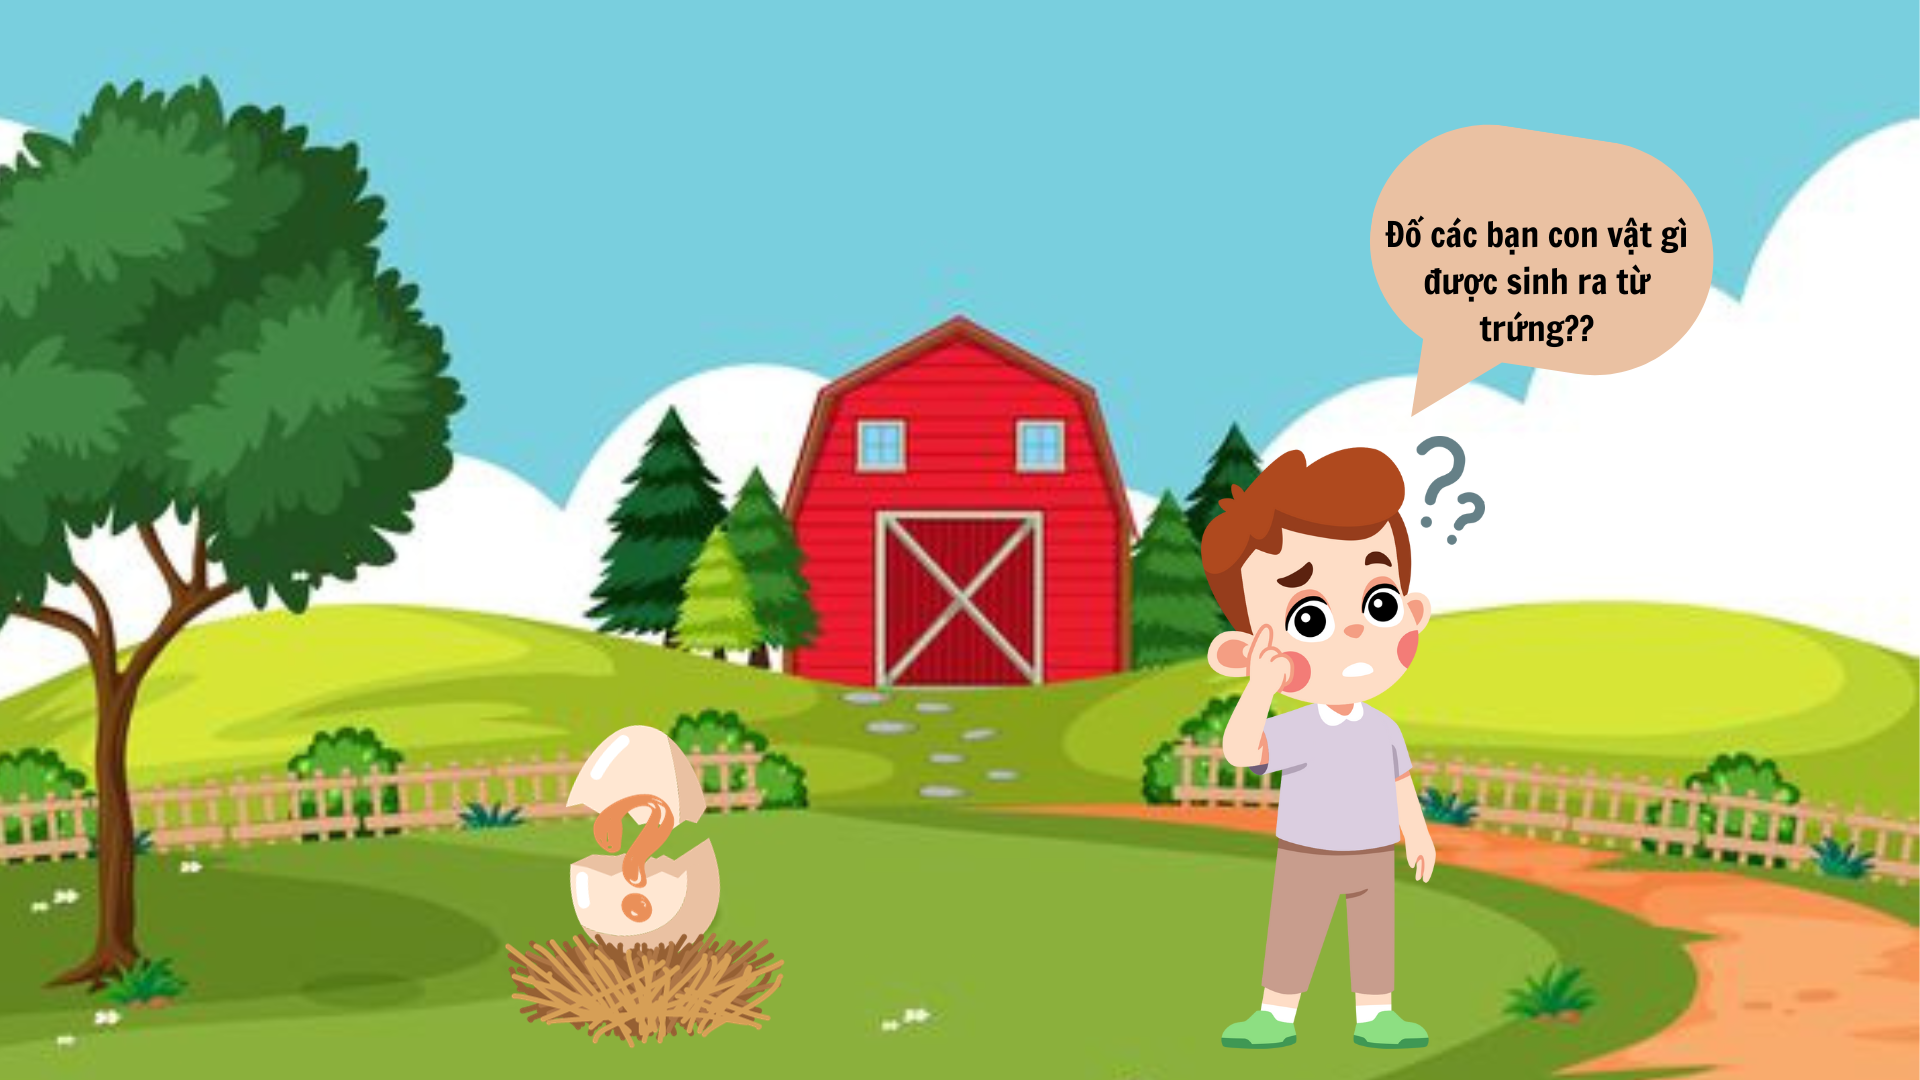 Đố các bạn con vật gì
được sinh ra từ
trứng??